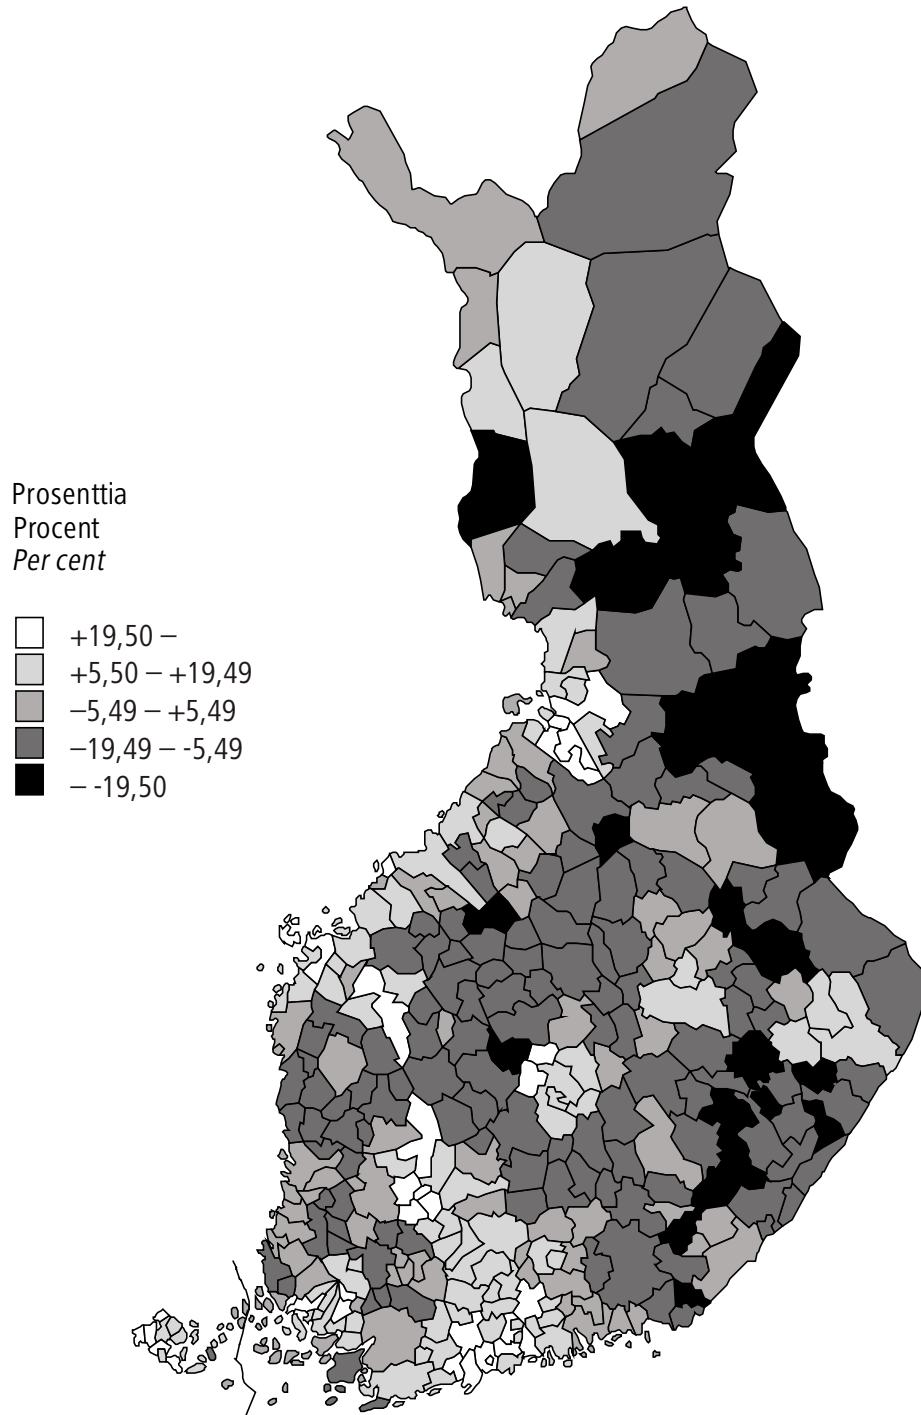 Prosenttia
Procent
Per cent
+19,50 –
+5,50 – +19,49
–5,49 – +5,49
–19,49 – -5,49
– -19,50